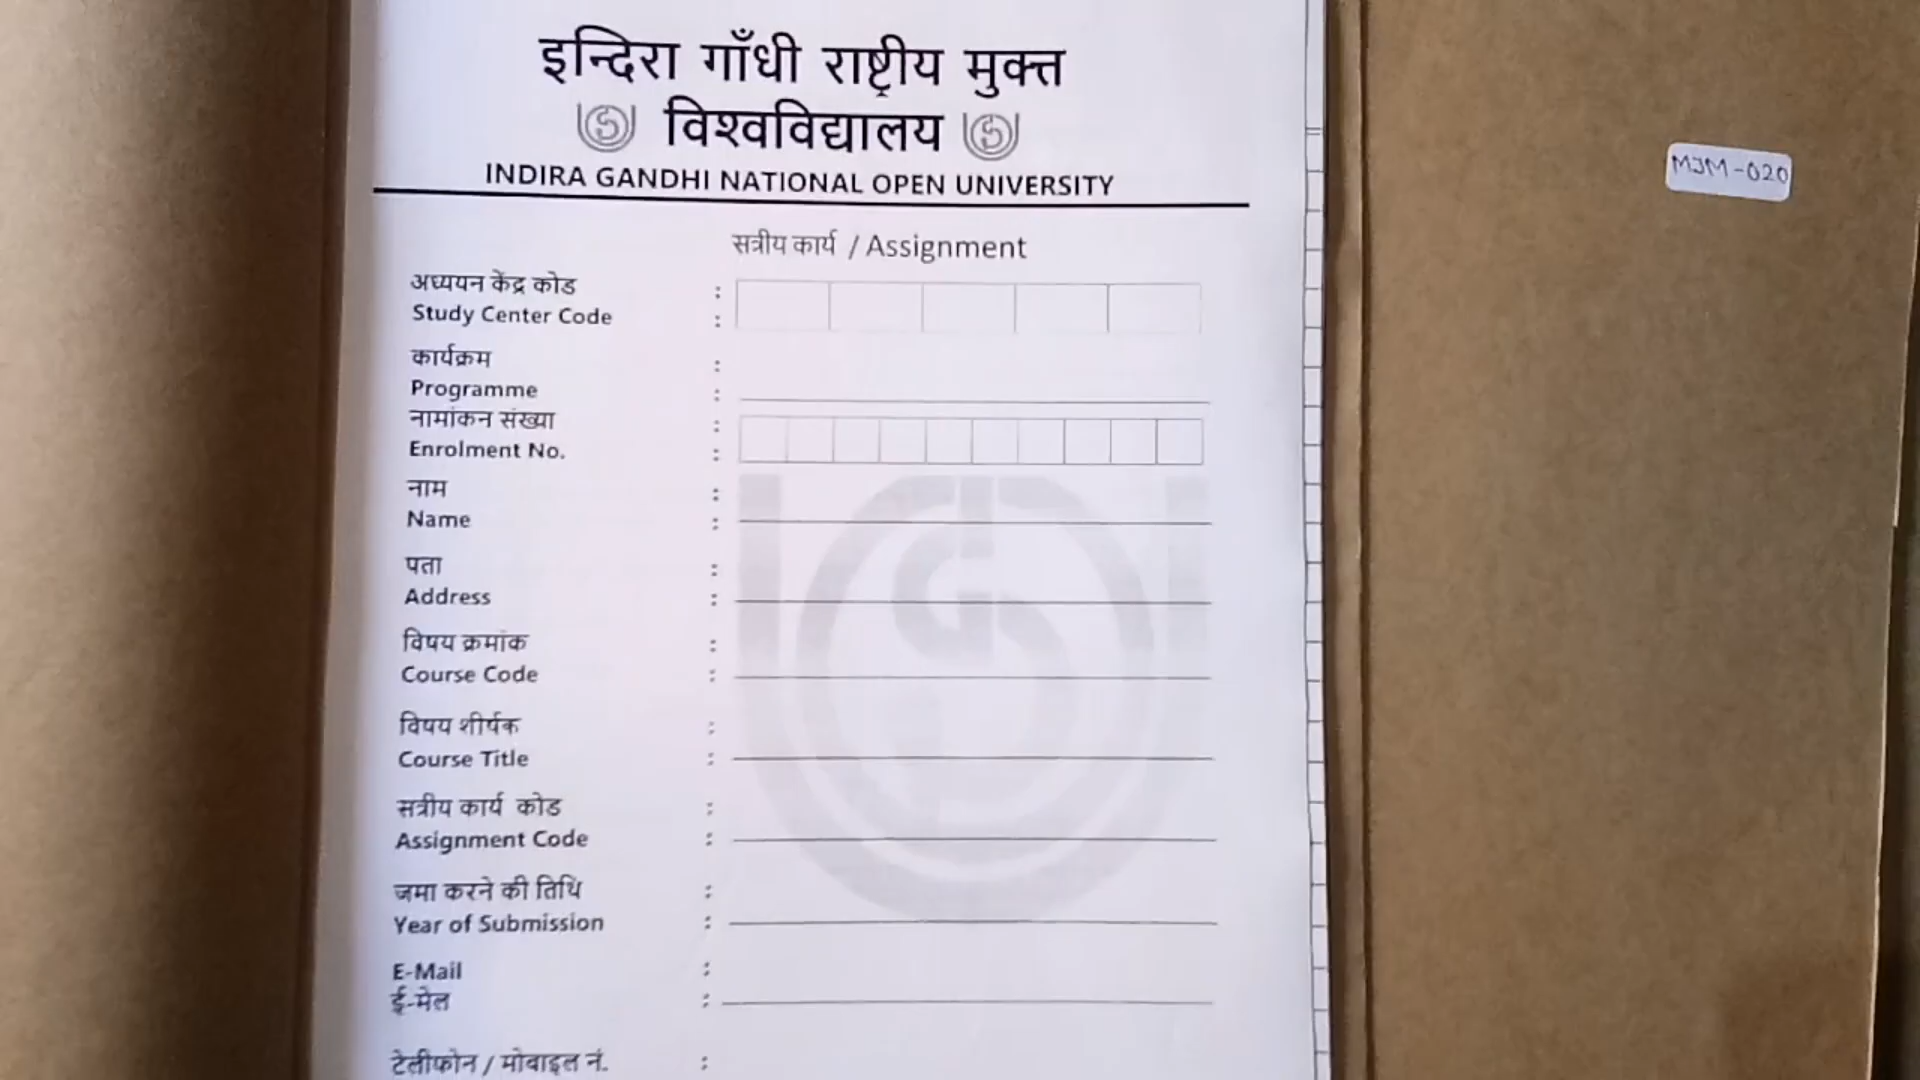 इन्दिरा गाँधी राष्ट्रीय मुक्त
विश्वविद्यालय
INDIRA GANDHI NATIONAL OPEN UNIVERSITY
MJM-020
सत्रीय कार्य / Assignment
अध्ययन केंद्र कोड :
Study Center Code :
कार्यक्रम :
Programme :
नामांकन संख्या :
Enrolment No. :
नाम :
Name :
पता :
Address :
विषय क्रमांक :
Course Code :
विषय शीर्षक :
Course Title :
सत्रीय कार्य कोड :
Assignment Code :
जमा करने की तिथि :
Year of Submission :
E-Mail :
ई-मेल :
टेलीफोन / मोबाइल नं. :